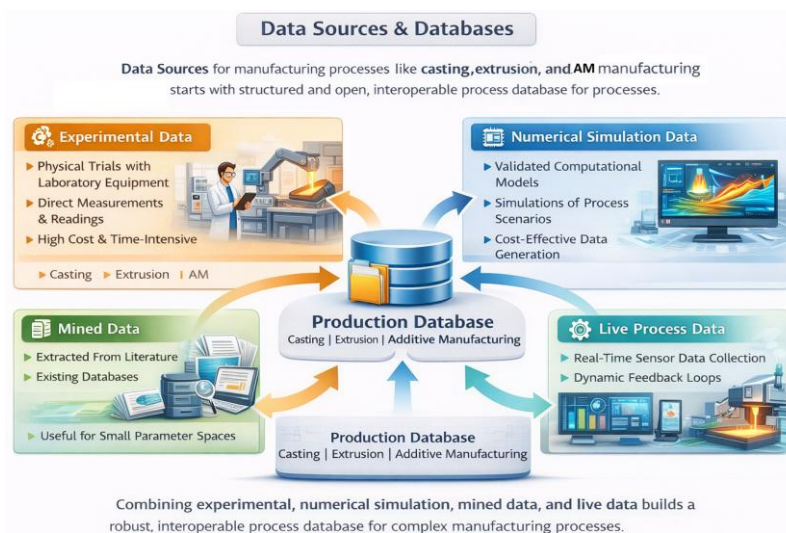 Data Sources & Databases
Data Sources for manufacturing processes like casting,extrusion, and.AM manufacturing
starts with structured and open, interoperable process database for processes.
Experimental Data
Physical Trials with
Laboratory Equipment
Direct Measurements
& Readings
High Cost & Time-Intensive
Casting Extrusion | AM
Numerical Simulation Data
Validated Computational
Models
Simulations of Process
Scenarios
Cost-Effective Data
Generation
Mined Data
Extracted From Literature
Existing Databases
Useful for Small Parameter Spaces
Production Database
Casting | Extrusion | Additive Manufacturing
Live Process Data
Real-Time Sensor Data Collection
Dynamic Feedback Loops
Production Database
Casting | Extrusion | Additive Manufacturing
Combining experimental, numerical simulation, mined data, and live data builds a
robust, interoperable process database for complex manufacturing processes.